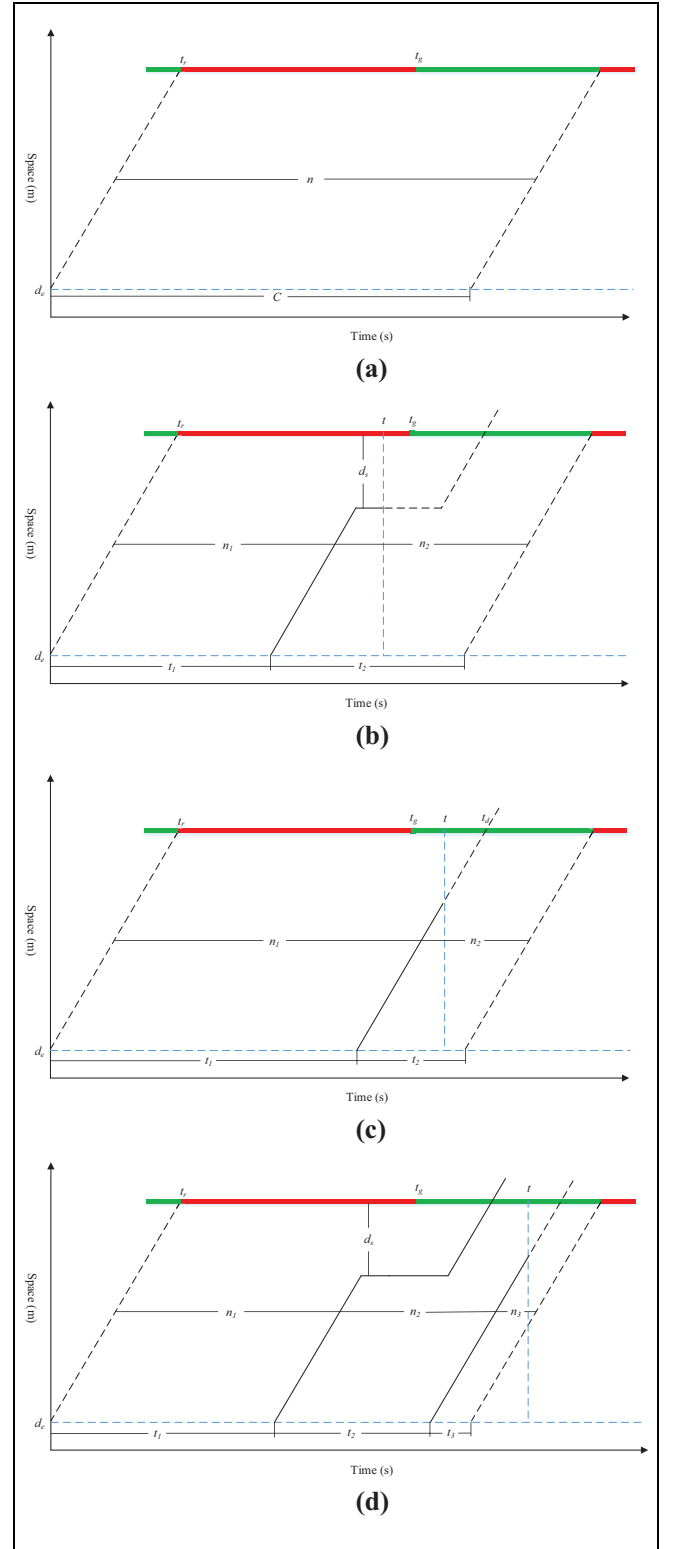 t_r t_g
Space (m)
n
d_e
C
Time (s)
(a)
t_r t t_g
d_s
Space (m)
n_1 n_2
d_e
t_1 t_2
Time (s)
(b)
t_r t_g t t_d
Space (m)
n_1 n_2
d_e
t_1 t_2
Time (s)
(c)
t_r t_g t
d_s
Space (m)
n_1 n_2 n_3
d_e
t_1 t_2 t_3
Time (s)
(d)